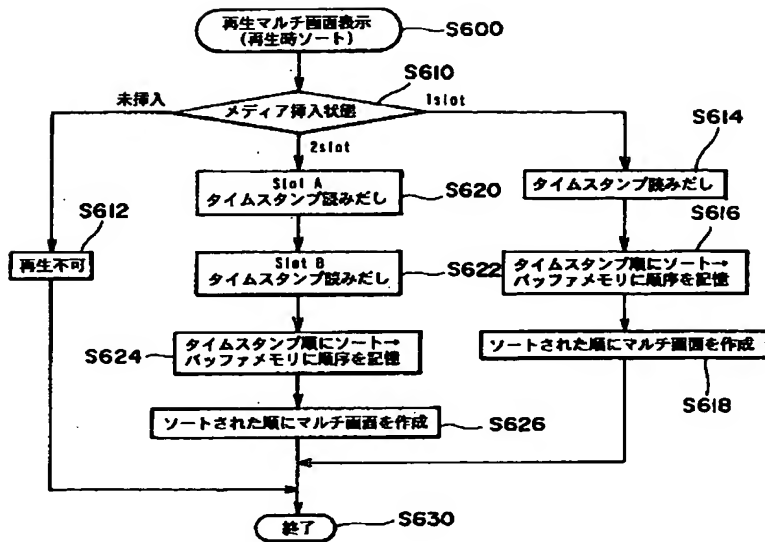 再生マルチ画面表示
(再生時ソート)
S600
S610
メディア挿入状態
未挿入
1slot
2slot
S614
タイムスタンプ読みだし
Slot A
タイムスタンプ読みだし
S620
S612
再生不可
S616
タイムスタンプ順にソート→
バッファメモリに順序を記憶
Slot B
タイムスタンプ読みだし
S622
S624
タイムスタンプ順にソート→
バッファメモリに順序を記憶
ソートされた順にマルチ画面を作成
S618
ソートされた順にマルチ画面を作成
S626
終了
S630